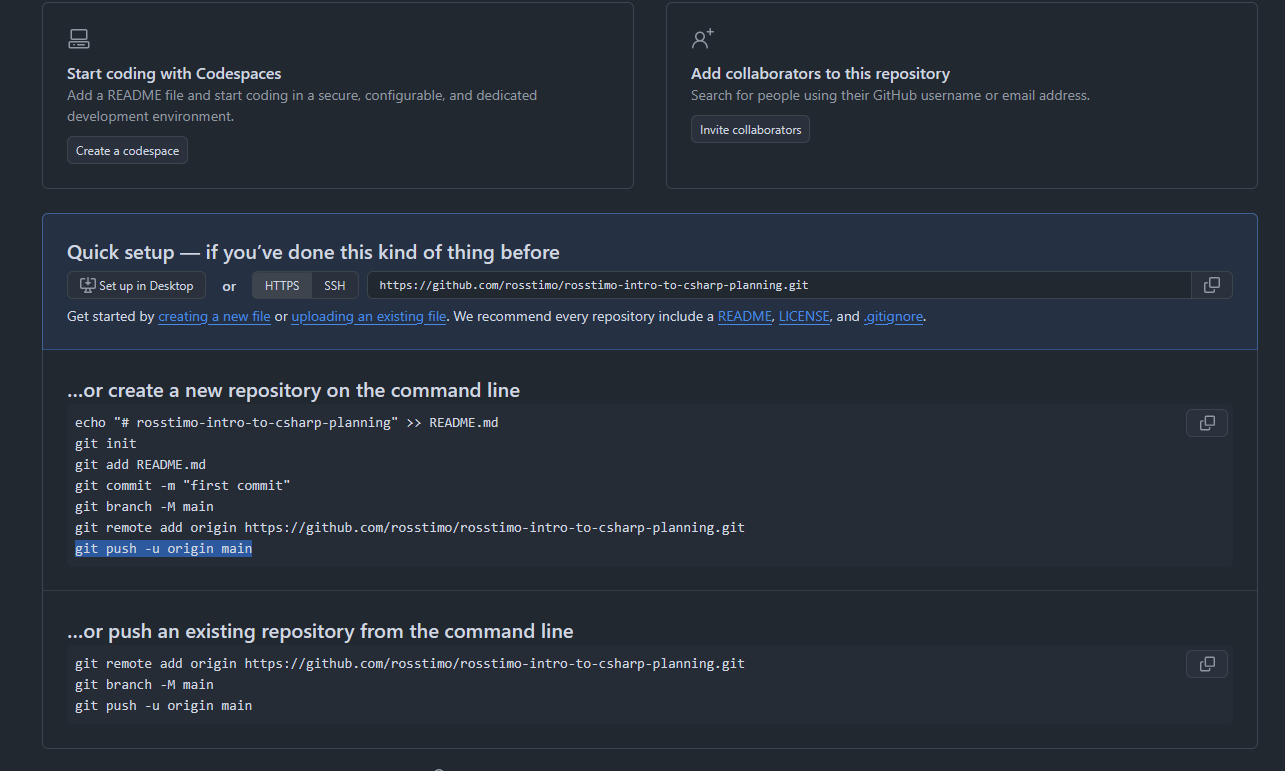 Start coding with Codespaces
Add a README file and start coding in a secure, configurable, and dedicated
development environment.
Create a codespace
Add collaborators to this repository
Search for people using their GitHub username or email address.
Invite collaborators
Quick setup — if you’ve done this kind of thing before
Set up in Desktop or HTTPS SSH https://github.com/rosstimo/rosstimo-intro-to-csharp-planning.git
Get started by creating a new file or uploading an existing file. We recommend every repository include a README, LICENSE, and .gitignore.
…or create a new repository on the command line
echo "# rosstimo-intro-to-csharp-planning" >> README.md
git init
git add README.md
git commit -m "first commit"
git branch -M main
git remote add origin https://github.com/rosstimo/rosstimo-intro-to-csharp-planning.git
git push -u origin main
…or push an existing repository from the command line
git remote add origin https://github.com/rosstimo/rosstimo-intro-to-csharp-planning.git
git branch -M main
git push -u origin main